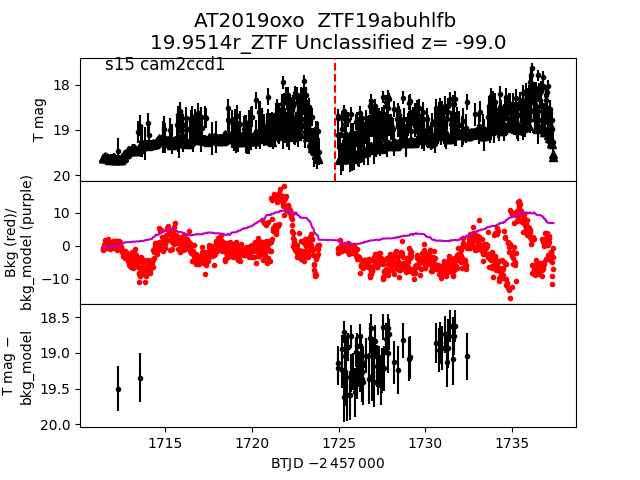 AT2019oxo  ZTF19abuhlfb
19.9514r_ZTF Unclassified z= -99.0
s15 cam2ccd1
T mag
18
19
20
Bkg (red)/
bkg_model (purple)
10
0
−10
T mag −
bkg_model
18.5
19.0
19.5
20.0
1715 1720 1725 1730 1735
BTJD −2 457 000